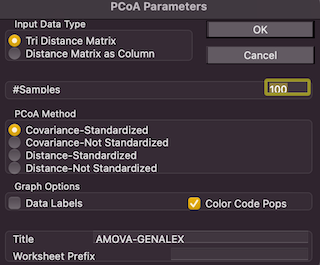 PCoA Parameters
Input Data Type
OK
Tri Distance Matrix
Distance Matrix as Column
Cancel
#Samples
100
PCoA Method
Covariance-Standardized
Covariance-Not Standardized
Distance-Standardized
Distance-Not Standardized
Graph Options
Data Labels
Color Code Pops
Title
AMOVA-GENALEX
Worksheet Prefix